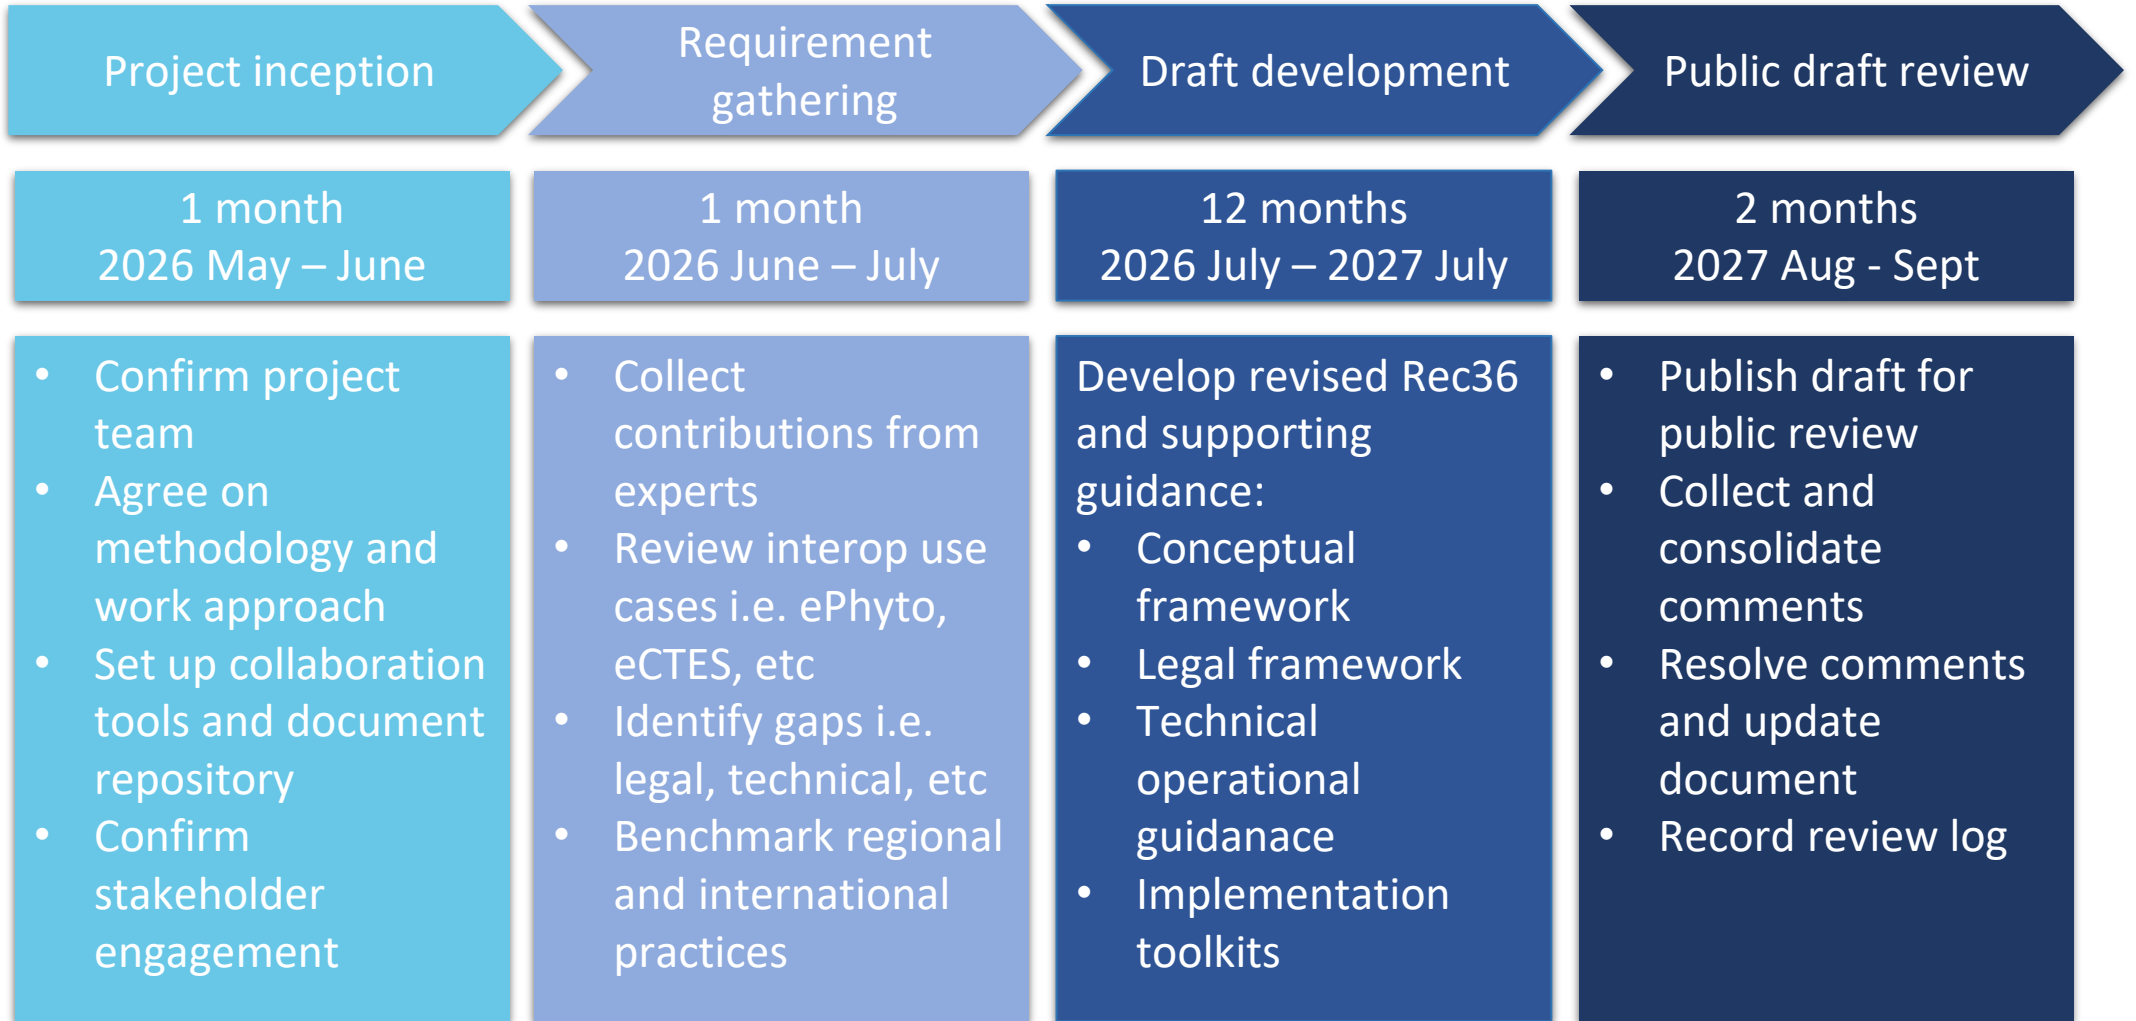 Project inception
Requirement
gathering
Draft development
Public draft review
1 month
2026 May – June
1 month
2026 June – July
12 months
2026 July – 2027 July
2 months
2027 Aug - Sept
• Confirm project
team
• Agree on
methodology and
work approach
• Set up collaboration
tools and document
repository
• Confirm
stakeholder
engagement
• Collect
contributions from
experts
• Review interop use
cases i.e. ePhyto,
eCTES, etc
• Identify gaps i.e.
legal, technical, etc
• Benchmark regional
and international
practices
Develop revised Rec36
and supporting
guidance:
• Conceptual
framework
• Legal framework
• Technical
operational
guidanace
• Implementation
toolkits
• Publish draft for
public review
• Collect and
consolidate
comments
• Resolve comments
and update
document
• Record review log